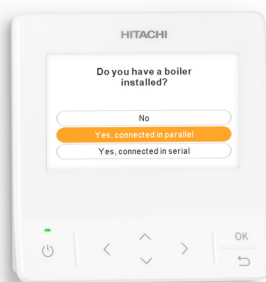 HITACHI
Do you have a boiler
installed?
No
Yes, connected in parallel
Yes, connected in serial
OK